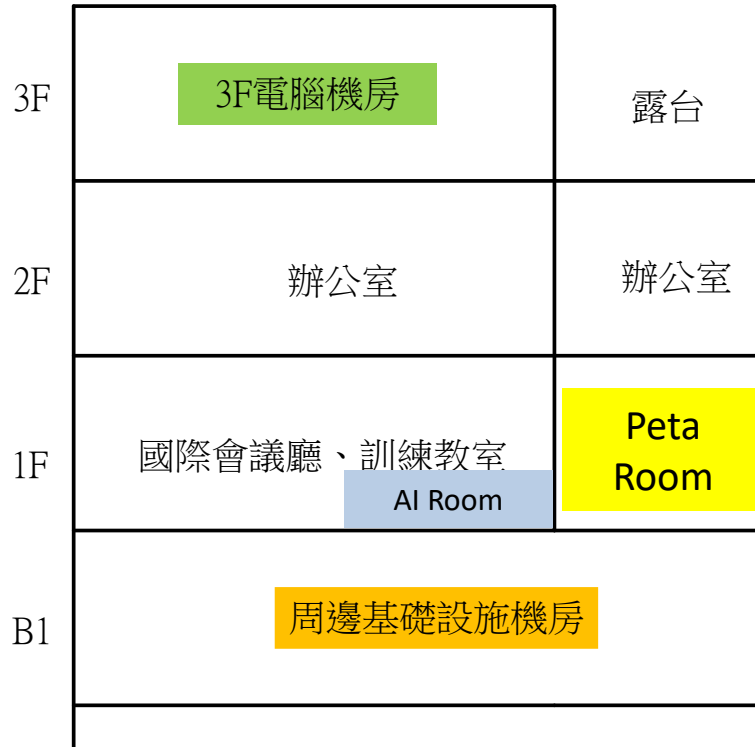 3F
3F電腦機房
露台
2F
辦公室
辦公室
1F
國際會議廳、訓練教室
AI Room
Peta
Room
B1
周邊基礎設施機房